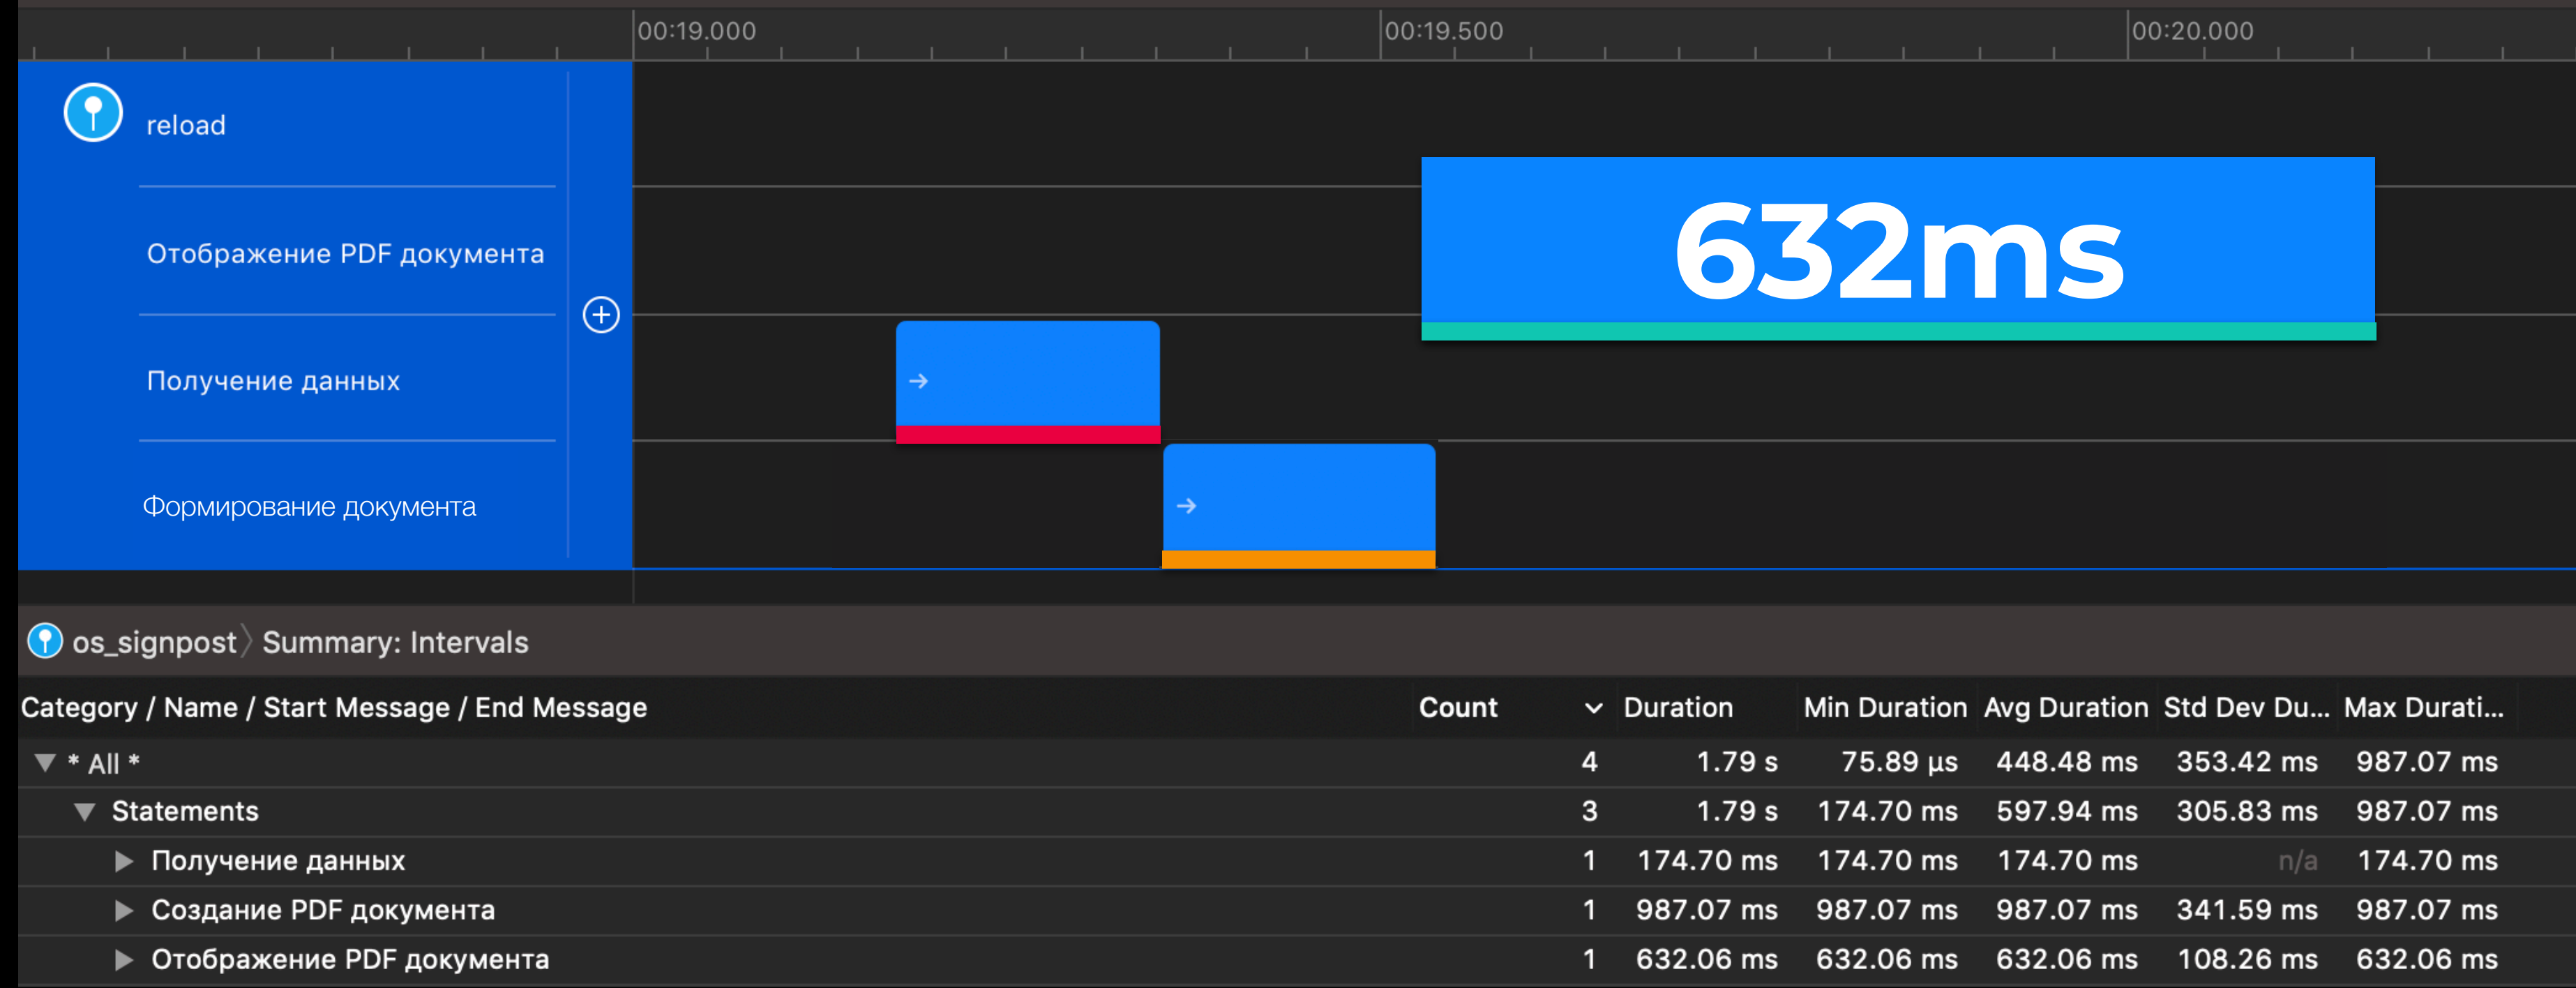 00:19.000 00:19.500 00:20.000
reload
632ms
Отображение PDF документа
Получение данных
Формирование документа
os_signpost Summary: Intervals
Category / Name / Start Message / End Message Count Duration Min Duration Avg Duration Std Dev Du... Max Durati...
* All * 4 1.79 s 75.89 µs 448.48 ms 353.42 ms 987.07 ms
Statements 3 1.79 s 174.70 ms 597.94 ms 305.83 ms 987.07 ms
Получение данных 1 174.70 ms 174.70 ms 174.70 ms n/a 174.70 ms
Создание PDF документа 1 987.07 ms 987.07 ms 987.07 ms 341.59 ms 987.07 ms
Отображение PDF документа 1 632.06 ms 632.06 ms 632.06 ms 108.26 ms 632.06 ms